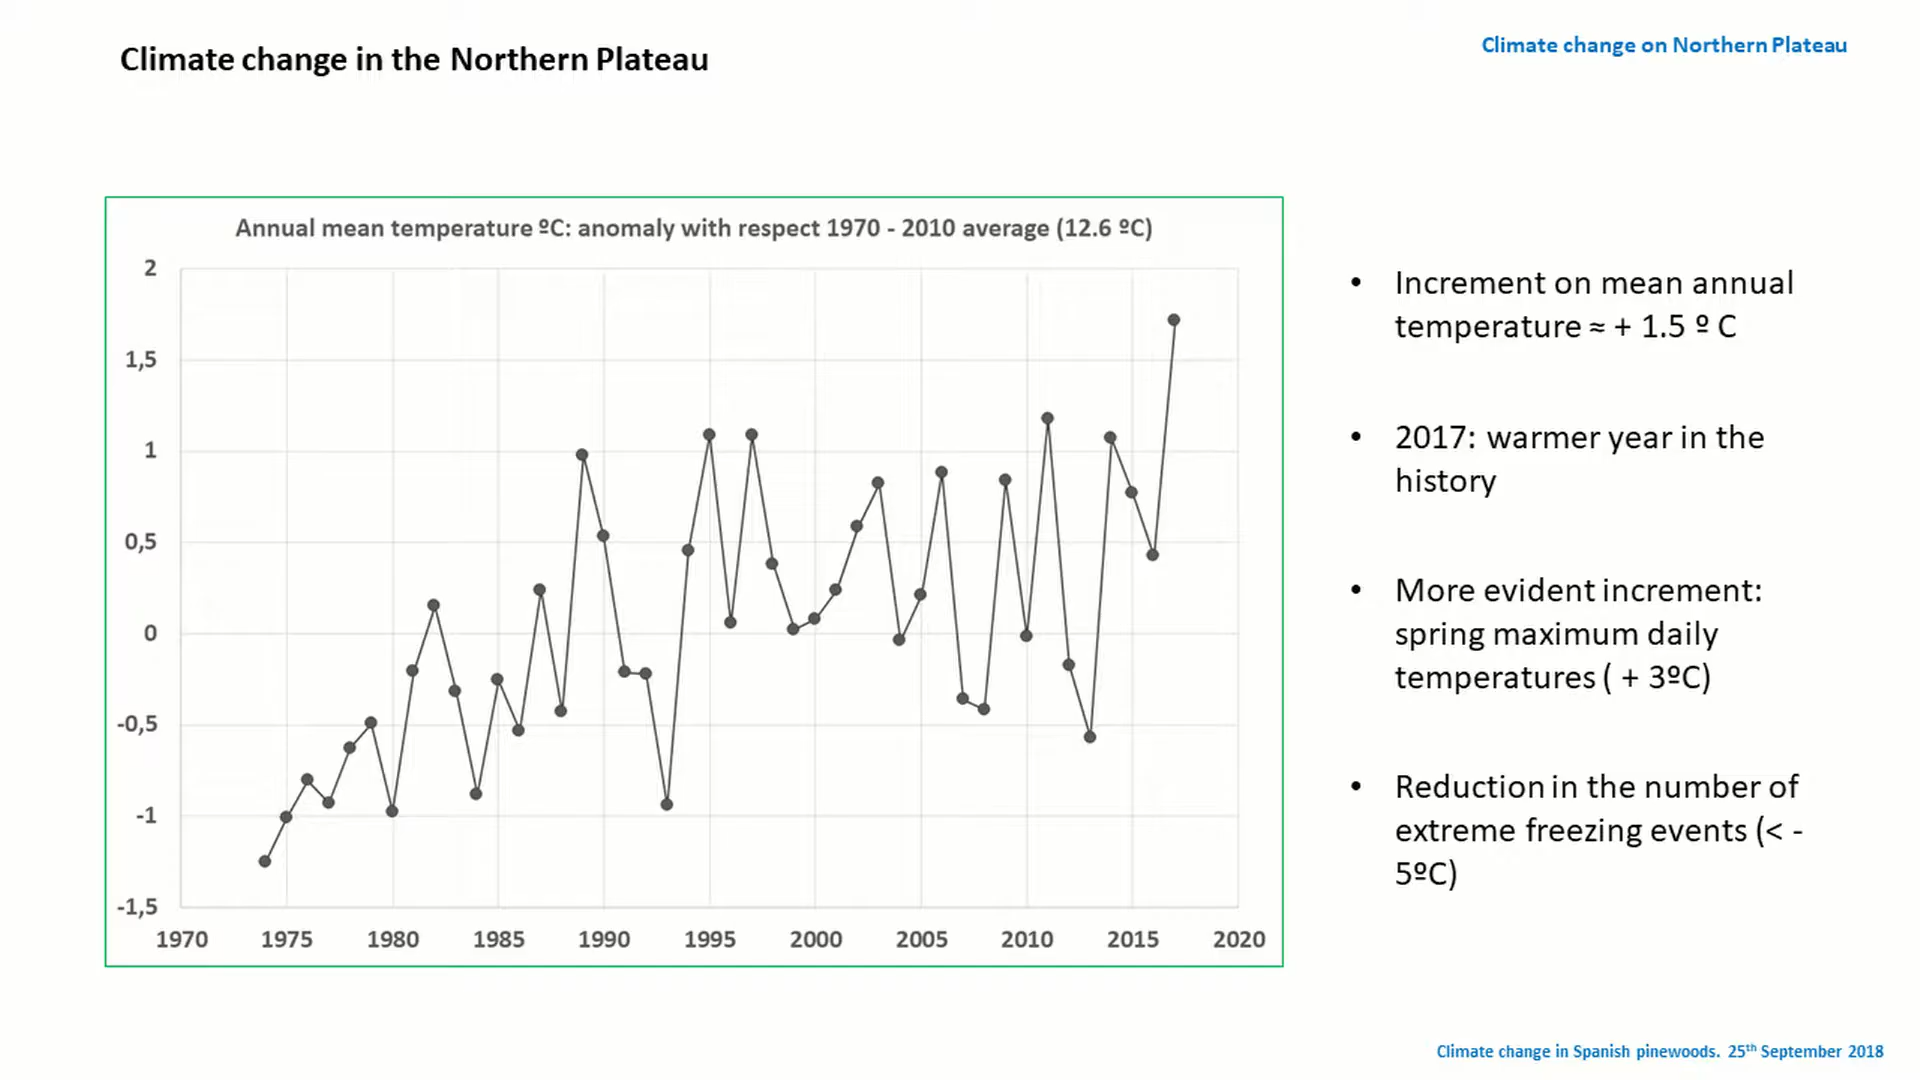 Climate change in the Northern Plateau
Climate change on Northern Plateau
Annual mean temperature ºC: anomaly with respect 1970 - 2010 average (12.6 ºC)
2
1,5
1
0,5
0
-0,5
-1
-1,5
1970 1975 1980 1985 1990 1995 2000 2005 2010 2015 2020
• Increment on mean annual
temperature ≈ + 1.5 º C
• 2017: warmer year in the
history
• More evident increment:
spring maximum daily
temperatures ( + 3ºC)
• Reduction in the number of
extreme freezing events (< -
5ºC)
Climate change in Spanish pinewoods. 25th September 2018